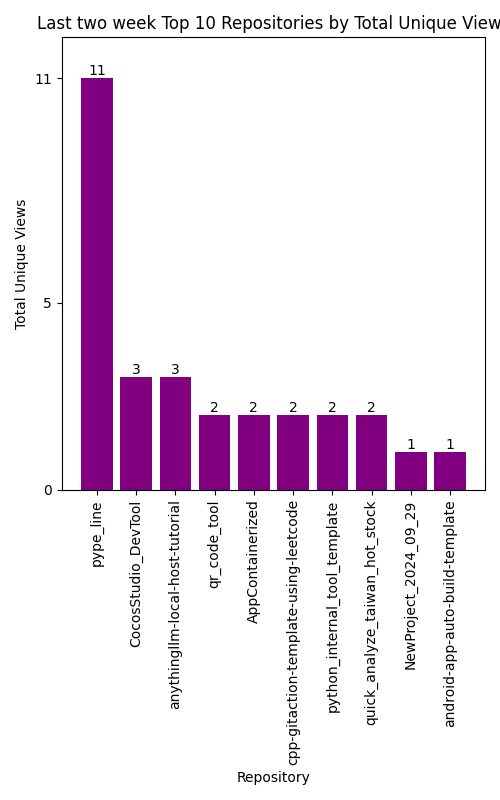 Last two week Top 10 Repositories by Total Unique View
11
5
0
Total Unique Views
11
3
3
2
2
2
2
2
1
1
pype_line
CocosStudio_DevTool
anythingllm-local-host-tutorial
qr_code_tool
AppContainerized
cpp-gitaction-template-using-leetcode
python_internal_tool_template
quick_analyze_taiwan_hot_stock
NewProject_2024_09_29
android-app-auto-build-template
Repository